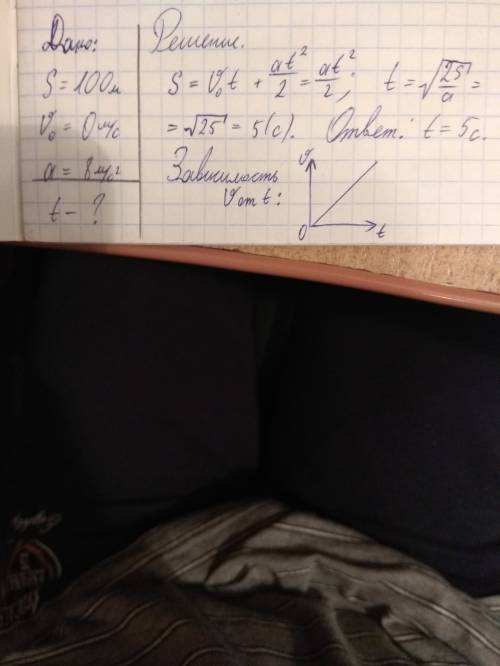 Дано:
S = 100м
V₀ = 0 м/с
a = 8 м/с²
t - ?
Решение.
S = V₀t + at²/2 = at²/2; t = √(2S/a) =
= √25 = 5(с). Ответ: t = 5с.
Зависимость
V от t:
V
0
t